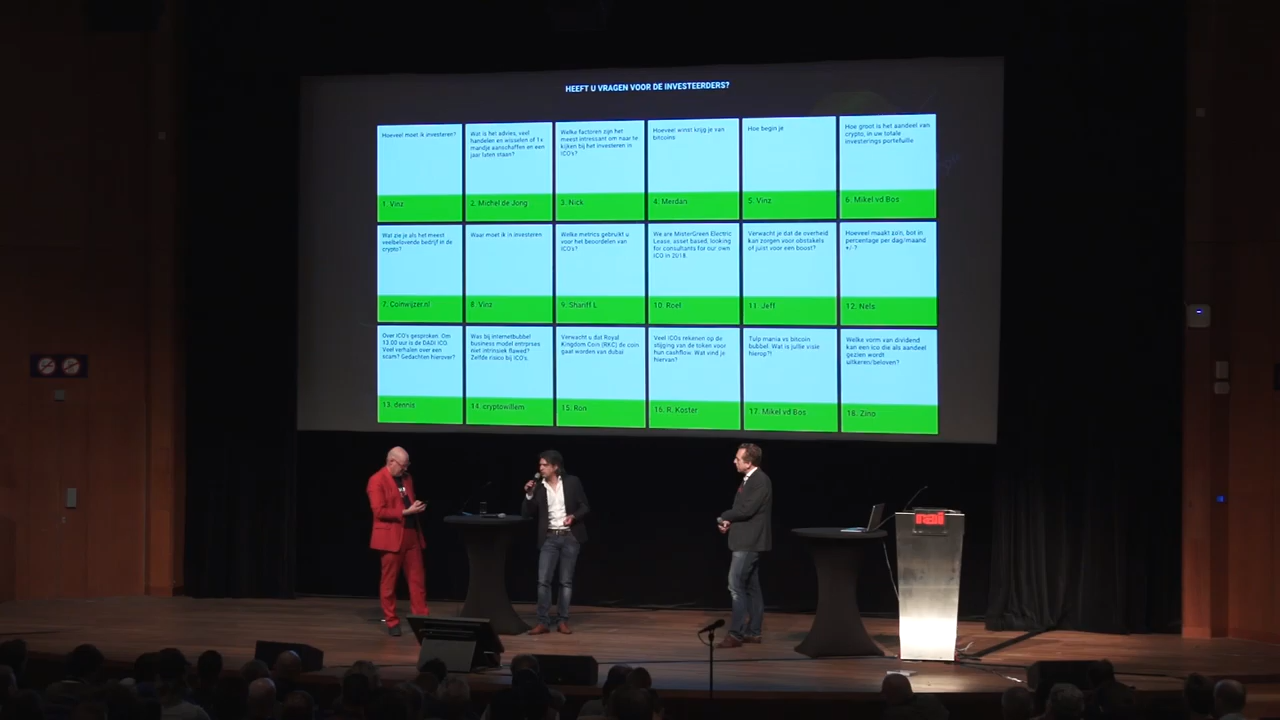 HEEFT U VRAGEN VOOR DE INVESTEERDERS?
Hoeveel moet ik investeren?
1. Vinz
Wat is het advies, veel
handelen en wisselen of 1x
mandje aanschaffen en een
jaar laten staan?
2. Michel de Jong
Welke factoren zijn het
meest intressant om naar te
kijken bij het investeren in
ICO's?
3. Nick
Hoeveel winst krijg je van
bitcoins
4. Merdan
Hoe begin je
5. Vinz
Hoe groot is het aandeel van
crypto, in uw totale
investerings portefuille
6. Mikel vd Bos
Wat zie je als het meest
veelbelovende bedrijf in de
crypto?
7. Coinwijzer.nl
Waar moet ik in investeren
8. Vinz
Welke metrics gebruikt u
voor het beoordelen van
ICO's?
9. Shariff L
We are MisterGreen Electric
Lease, asset based, looking
for consultants for our own
ICO in 2018.
10. Roel
Verwacht je dat de overheid
kan zorgen voor obstakels
of juist voor een boost?
11. Jeff
Hoeveel maakt zo'n, bot in
percentage per dag/maand
+/-?
12. Nels
Over ICO's gesproken. Om
13.00 uur is de DADI ICO.
Veel verhalen over een
scam? Gedachten hierover?
13. dennis
Was bij internetbubbel
business model entrprises
niet intrinsiek flawed?
Zelfde risico bij ICO's.
14. cryptowillem
Verwacht u dat Royal
Kingdom Coin (RKC) de coin
gaat worden van dubai
15. Ron
Veel ICOs rekenen op de
stijging van de token voor
hun cashflow. Wat vind je
hiervan?
16. R. Koster
Tulp mania vs bitcoin
bubbel. Wat is jullie visie
hierop?!
17. Mikel vd Bos
Welke vorm van dividend
kan een ico die als aandeel
gezien wordt
uitkeren/beloven?
18. Zino
rai